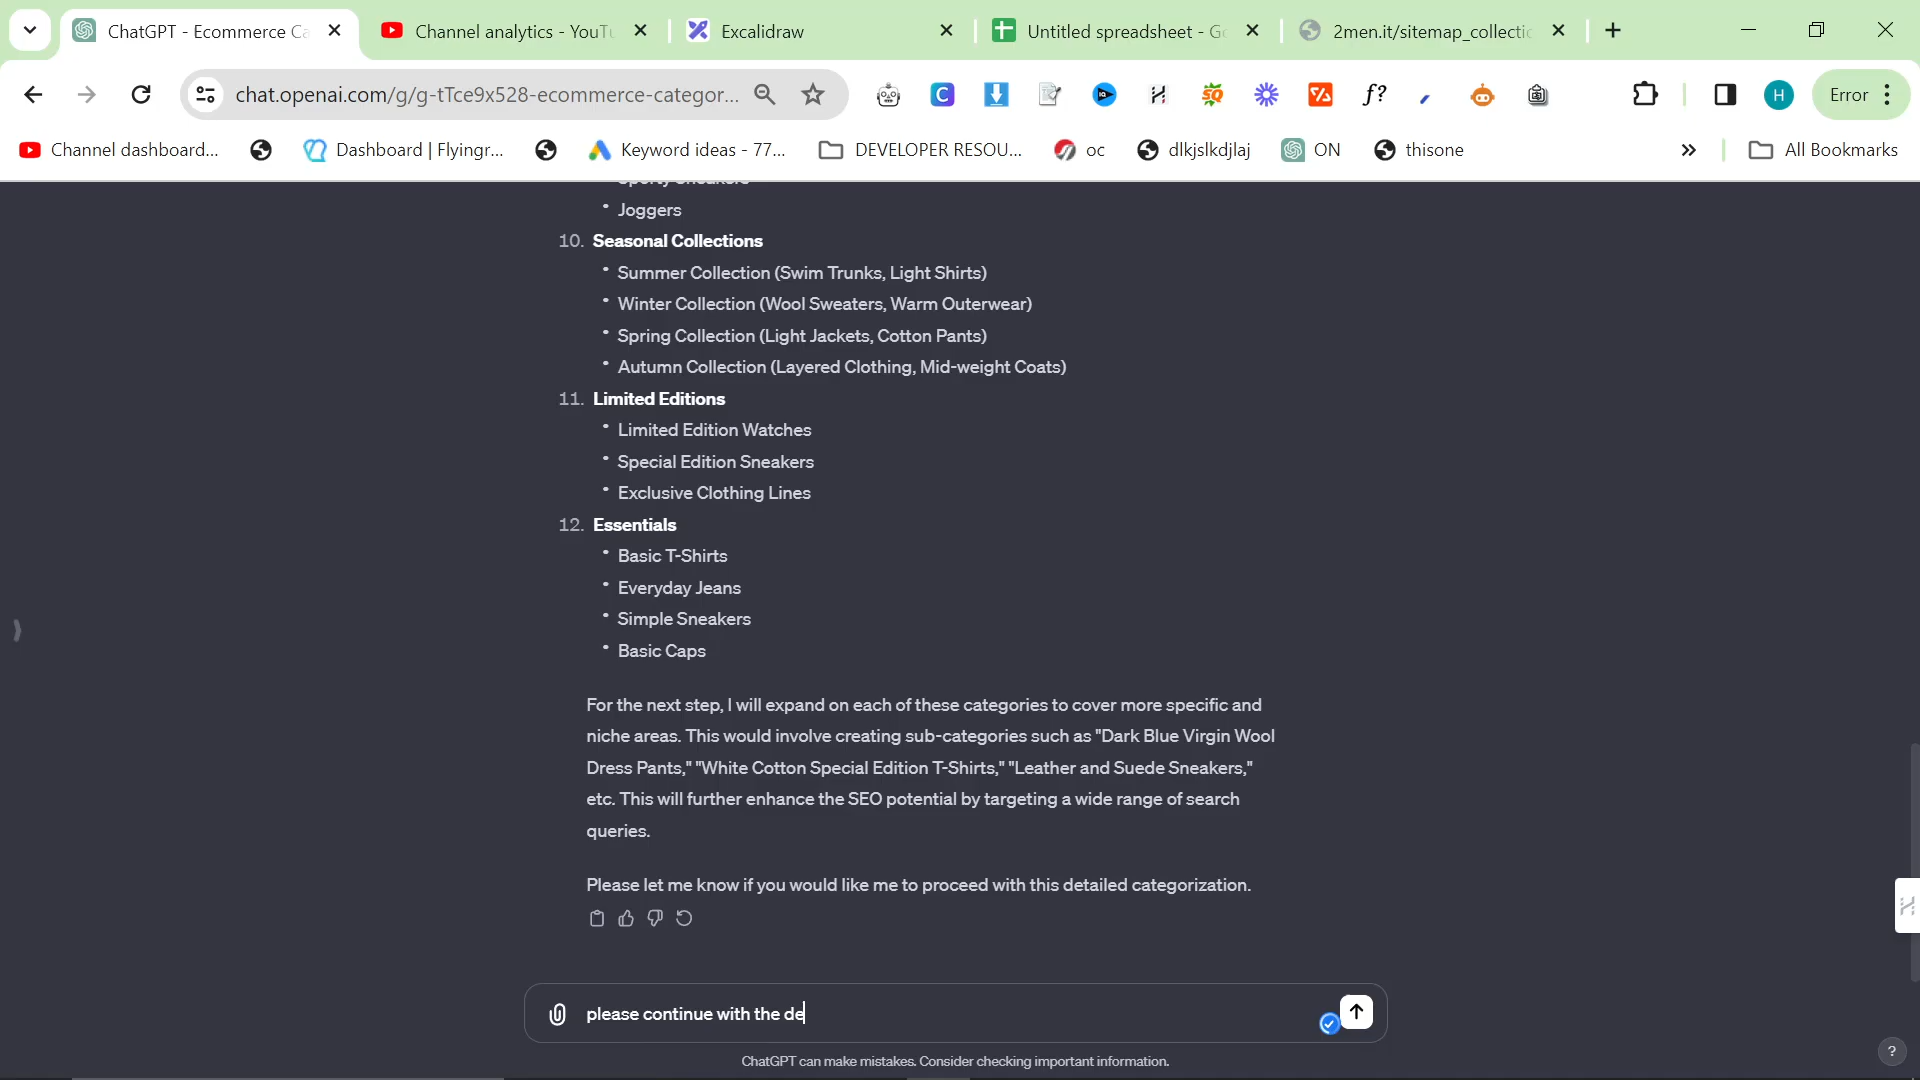 ChatGPT - Ecommerce Ca
Channel analytics - YouTu
Excalidraw
Untitled spreadsheet - Go
2men.it/sitemap_collectio
chat.openai.com/g/g-tTce9x528-ecommerce-categor...
Error
Channel dashboard...
Dashboard | Flyingr...
Keyword ideas - 77...
DEVELOPER RESOU...
oc
dlkjslkdjlaj
ON
thisone
All Bookmarks
Sporty Sneakers
• Joggers
10. Seasonal Collections
• Summer Collection (Swim Trunks, Light Shirts)
• Winter Collection (Wool Sweaters, Warm Outerwear)
• Spring Collection (Light Jackets, Cotton Pants)
• Autumn Collection (Layered Clothing, Mid-weight Coats)
11. Limited Editions
• Limited Edition Watches
• Special Edition Sneakers
• Exclusive Clothing Lines
12. Essentials
• Basic T-Shirts
• Everyday Jeans
• Simple Sneakers
• Basic Caps
For the next step, I will expand on each of these categories to cover more specific and
niche areas. This would involve creating sub-categories such as "Dark Blue Virgin Wool
Dress Pants," "White Cotton Special Edition T-Shirts," "Leather and Suede Sneakers,"
etc. This will further enhance the SEO potential by targeting a wide range of search
queries.
Please let me know if you would like me to proceed with this detailed categorization.
please continue with the de
ChatGPT can make mistakes. Consider checking important information.